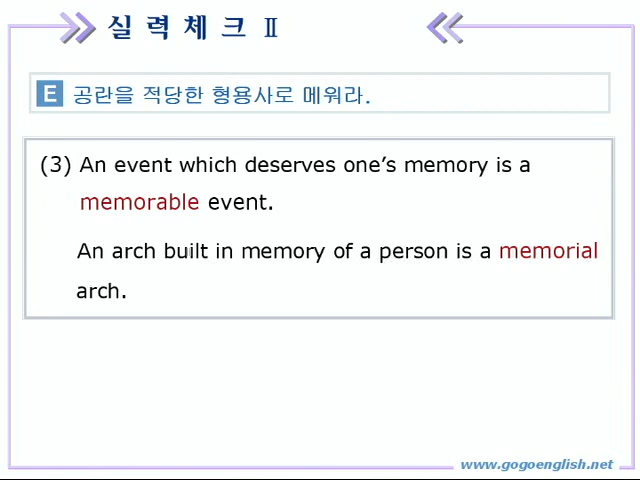 실 력 체 크 Ⅱ
E 공란을 적당한 형용사로 메워라.
(3) An event which deserves one’s memory is a
memorable event.
An arch built in memory of a person is a memorial
arch.
www.gogoenglish.net